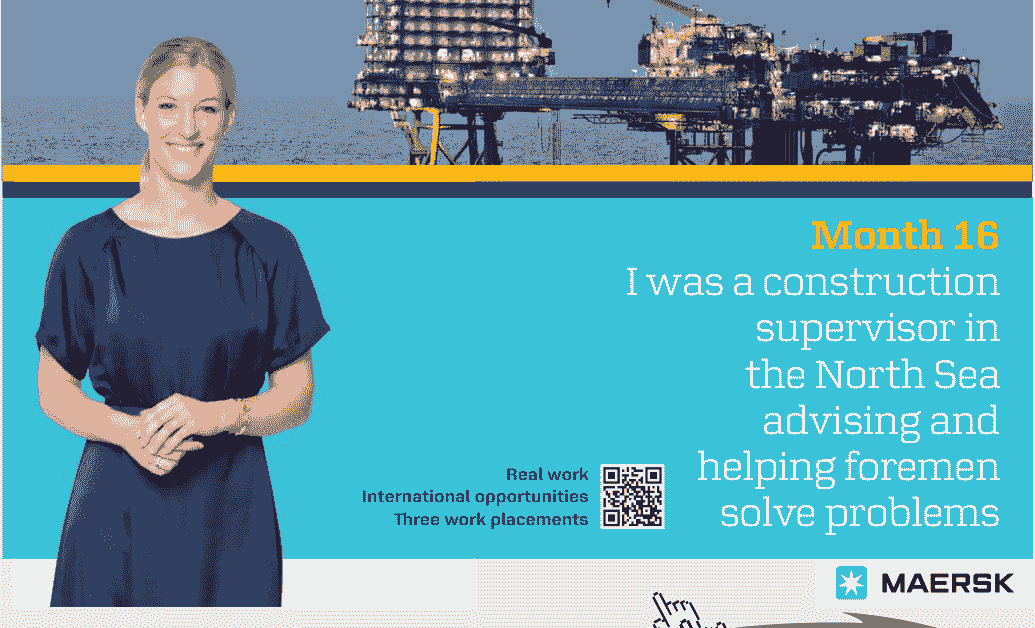 Month 16
I was a construction
supervisor in
the North Sea
advising and
helping foremen
solve problems
Real work
International opportunities
Three work placements
MAERSK